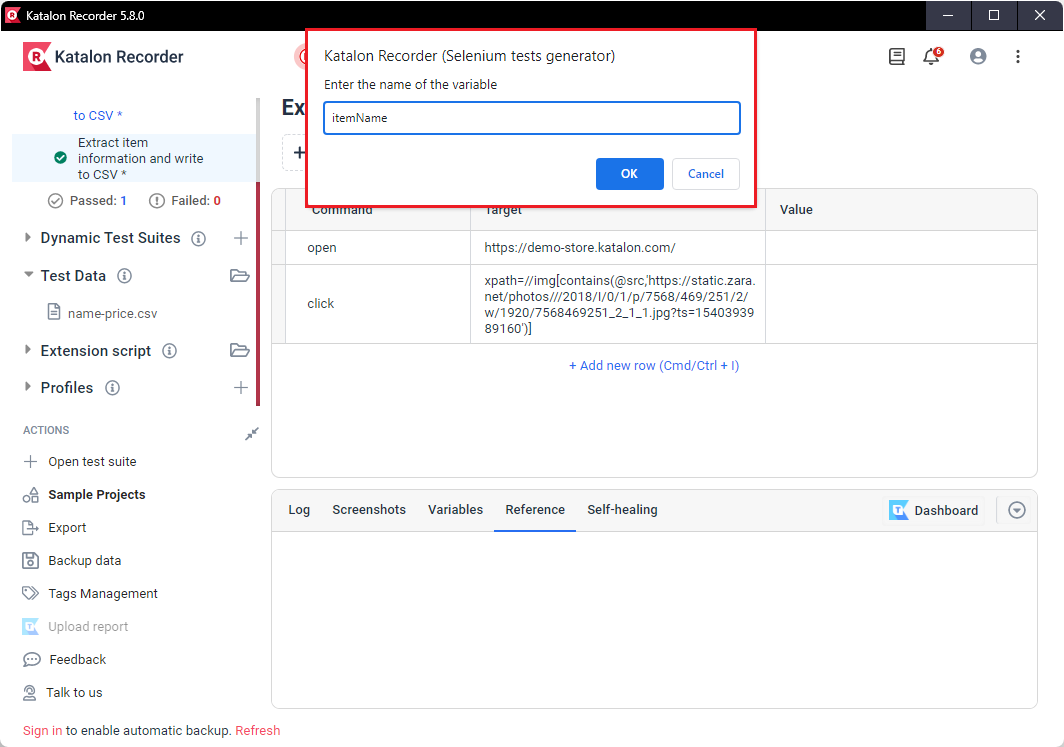 Katalon Recorder 5.8.0
Katalon Recorder
6
Katalon Recorder (Selenium tests generator)
Enter the name of the variable
itemName
OK
Cancel
to CSV *
Extract item
information and write
to CSV *
Passed: 1
Failed: 0
Dynamic Test Suites
Test Data
name-price.csv
Extension script
Profiles
ACTIONS
Open test suite
Sample Projects
Export
Backup data
Tags Management
Upload report
Feedback
Talk to us
Sign in to enable automatic backup. Refresh
Ex
Command
Target
Value
open
https://demo-store.katalon.com/
click
xpath=//img[contains(@src,'https://static.zara.
net/photos///2018/I/0/1/p/7568/469/251/2/
w/1920/7568469251_2_1_1.jpg?ts=15403939
89160')]
+ Add new row (Cmd/Ctrl + I)
Log
Screenshots
Variables
Reference
Self-healing
Dashboard